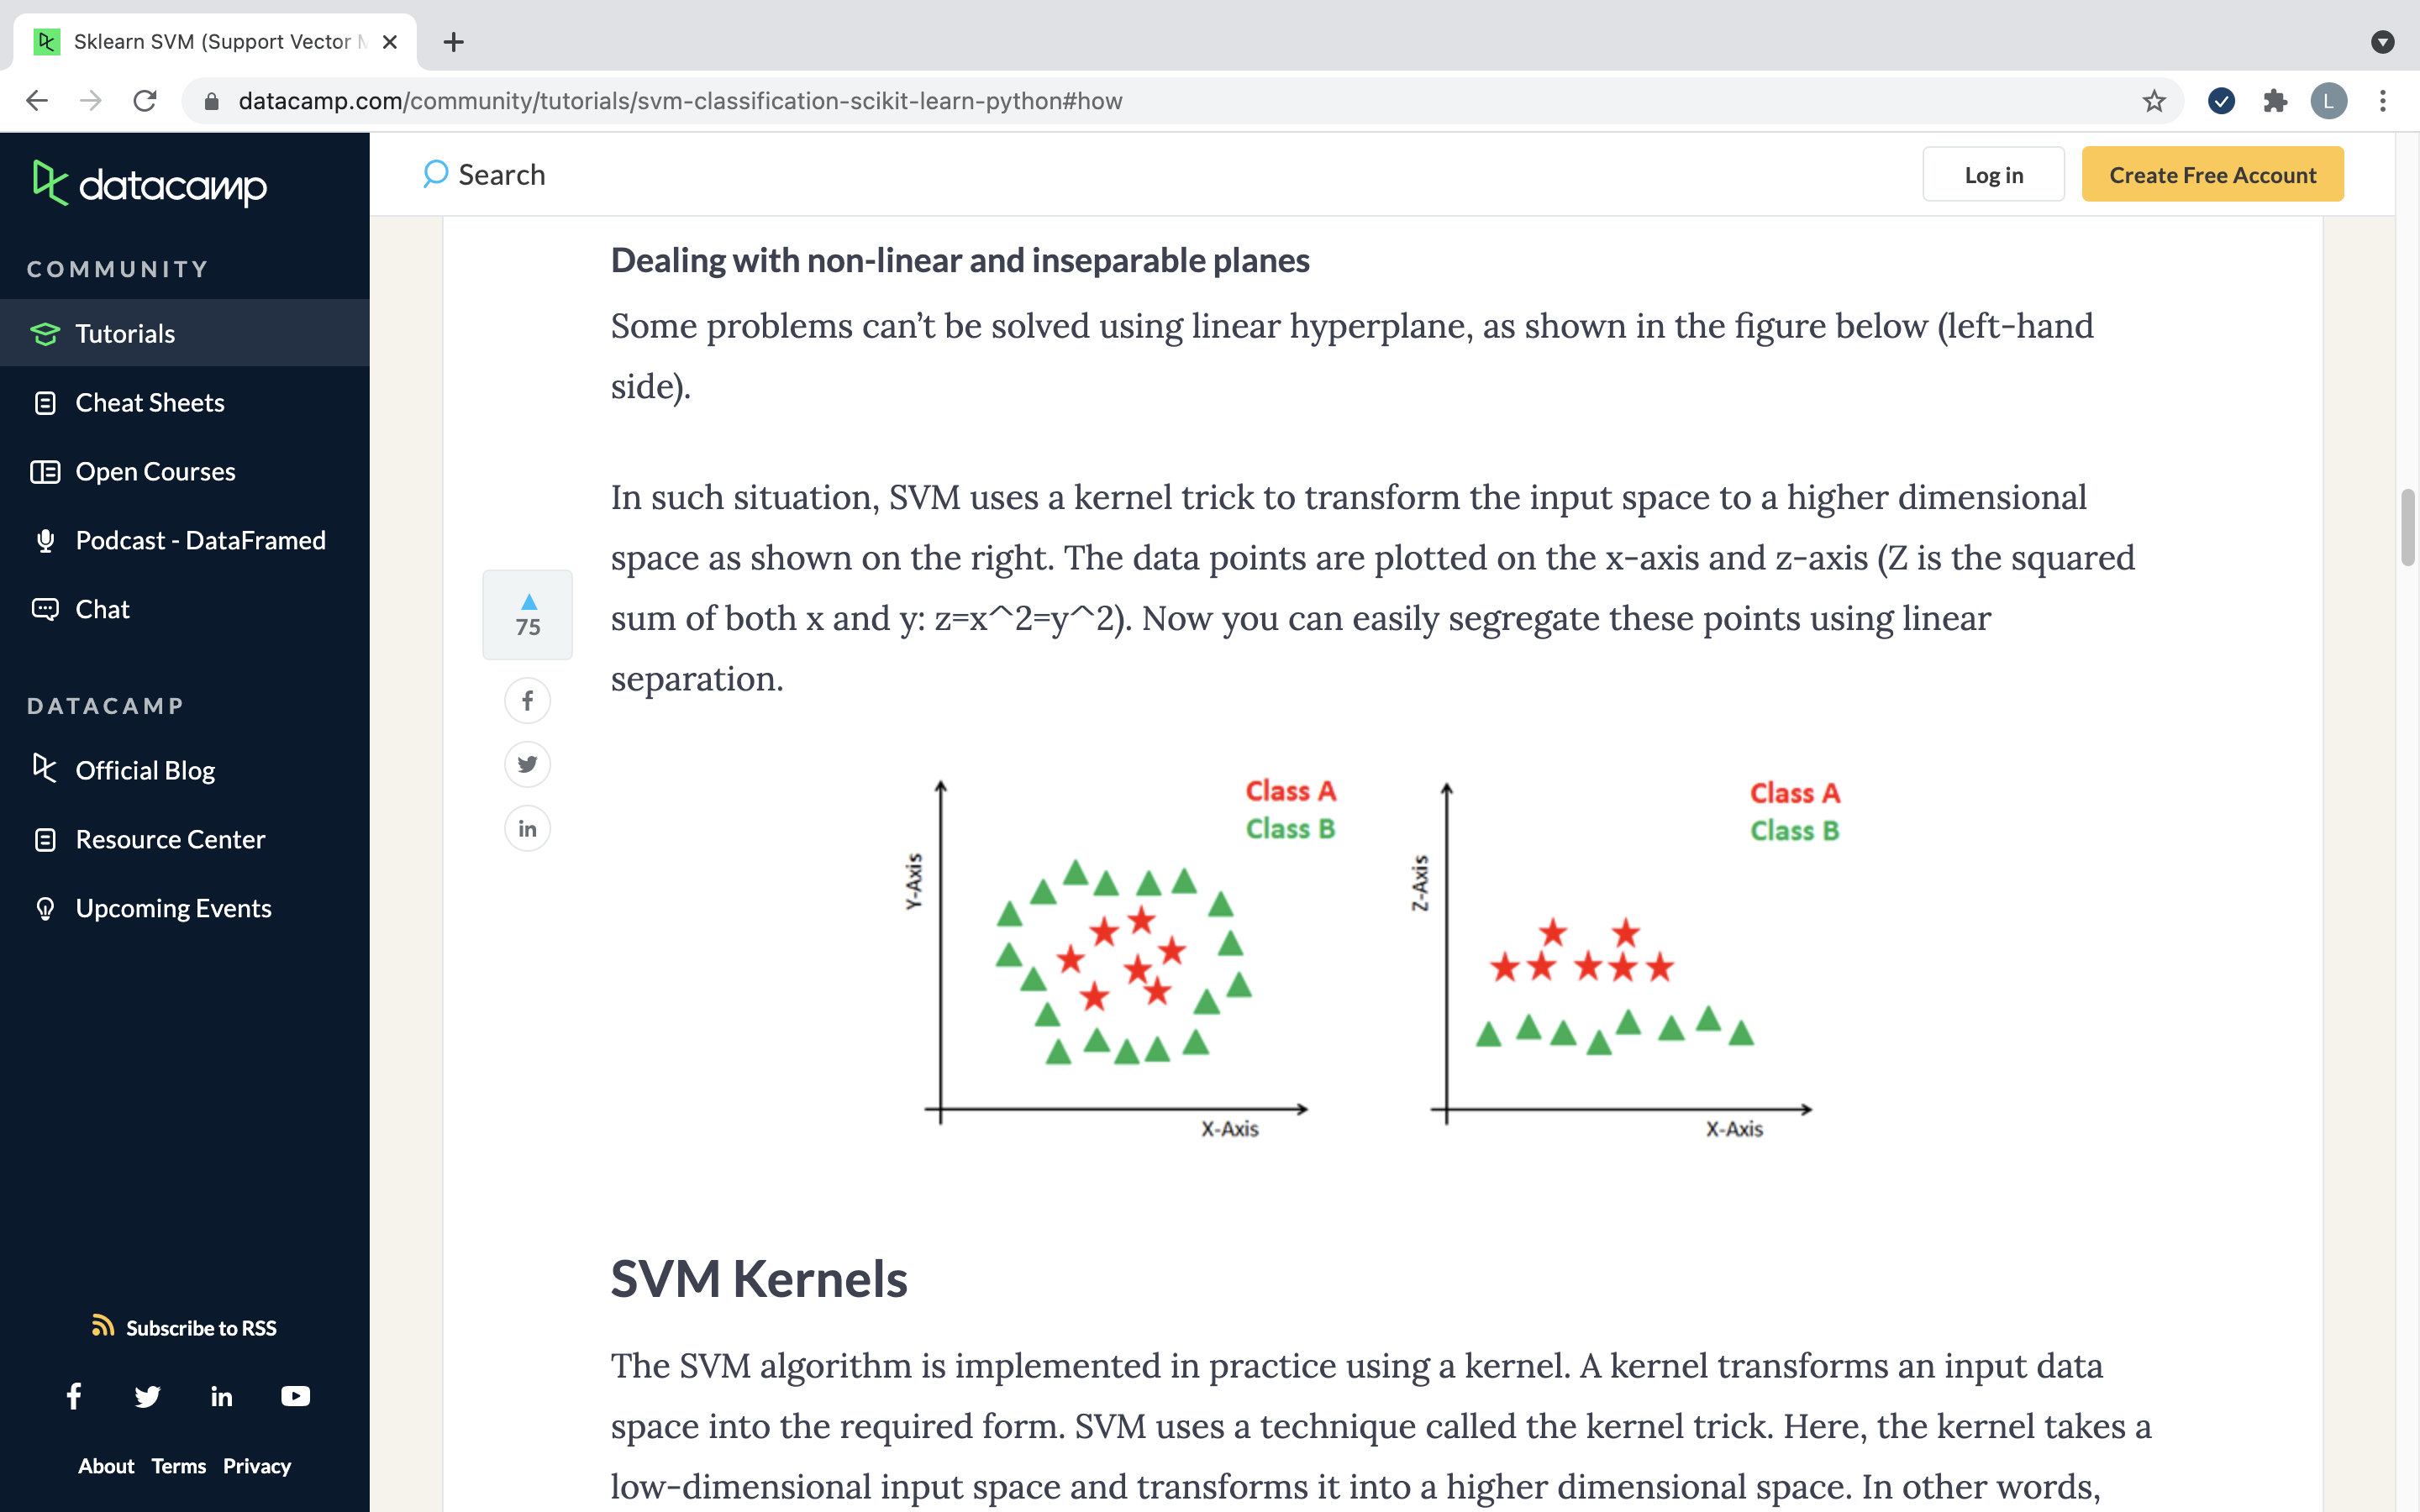 Sklearn SVM (Support Vector M
datacamp.com/community/tutorials/svm-classification-scikit-learn-python#how
L
datacamp
Search
Log in
Create Free Account
COMMUNITY
Tutorials
Cheat Sheets
Open Courses
Podcast - DataFramed
Chat
DATACAMP
Official Blog
Resource Center
Upcoming Events
Subscribe to RSS
About Terms Privacy
75
Dealing with non-linear and inseparable planes
Some problems can’t be solved using linear hyperplane, as shown in the figure below (left-hand
side).
In such situation, SVM uses a kernel trick to transform the input space to a higher dimensional
space as shown on the right. The data points are plotted on the x-axis and z-axis (Z is the squared
sum of both x and y: z=x^2=y^2). Now you can easily segregate these points using linear
separation.
Class A
Class B
Y-Axis
X-Axis
Class A
Class B
Z-Axis
X-Axis
SVM Kernels
The SVM algorithm is implemented in practice using a kernel. A kernel transforms an input data
space into the required form. SVM uses a technique called the kernel trick. Here, the kernel takes a
low-dimensional input space and transforms it into a higher dimensional space. In other words,